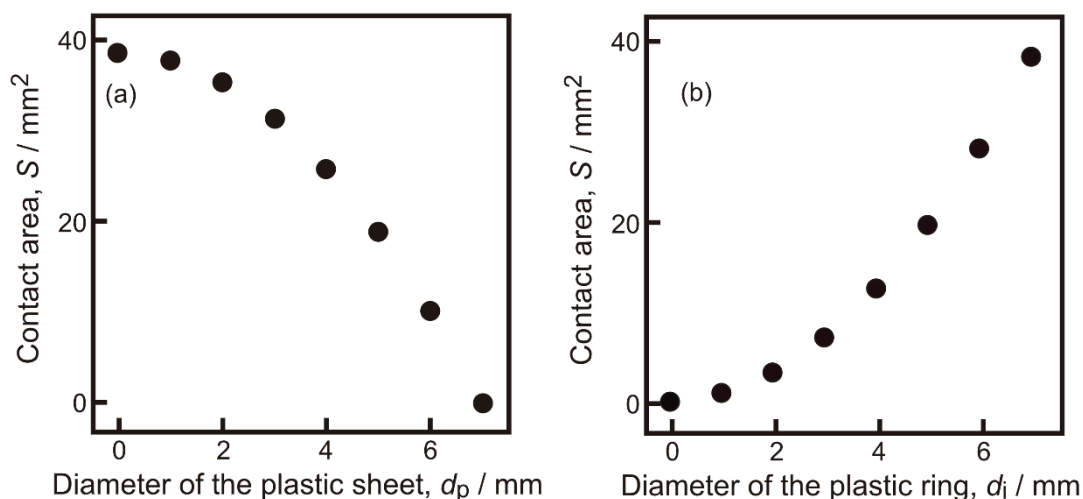 (a)
Contact area, S / mm²
40
20
0
0 2 4 6
Diameter of the plastic sheet, dp / mm
(b)
Contact area, S / mm²
40
20
0
0 2 4 6
Diameter of the plastic ring, di / mm